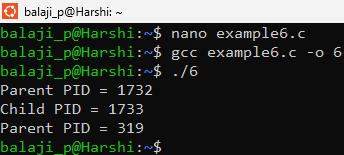 balaji_p@Harshi: ~
balaji_p@Harshi:~$ nano example6.c
balaji_p@Harshi:~$ gcc example6.c -o 6
balaji_p@Harshi:~$ ./6
Parent PID = 1732
Child PID = 1733
Parent PID = 319
balaji_p@Harshi:~$